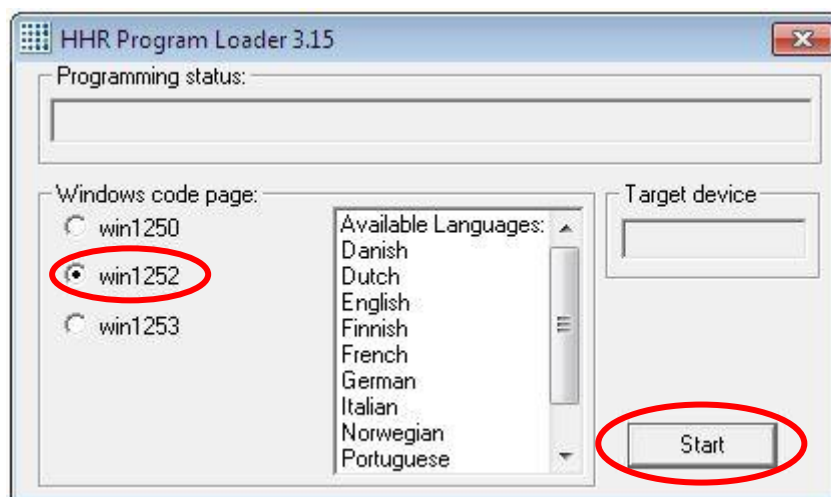 HHR Program Loader 3.15
Programming status:
Windows code page:
win1250
win1252
win1253
Available Languages:
Danish
Dutch
English
Finnish
French
German
Italian
Norwegian
Portuguese
Target device
Start